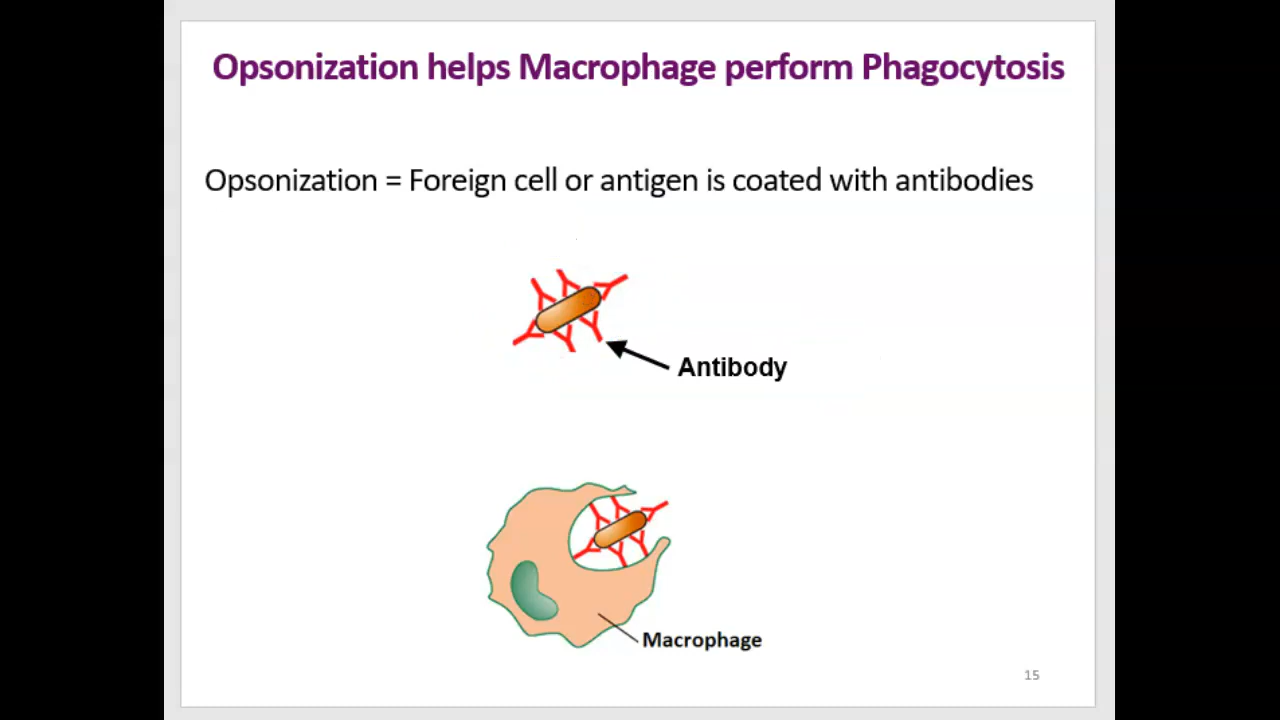 Opsonization helps Macrophage perform Phagocytosis
Opsonization = Foreign cell or antigen is coated with antibodies
Antibody
Macrophage
15